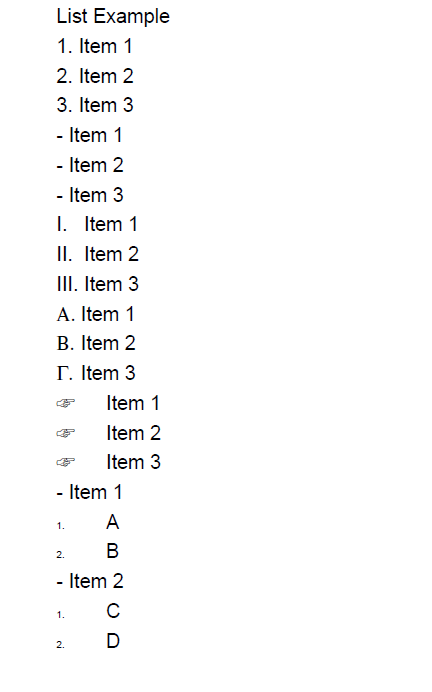 List Example
1. Item 1
2. Item 2
3. Item 3
- Item 1
- Item 2
- Item 3
I. Item 1
II. Item 2
III. Item 3
Α. Item 1
Β. Item 2
Γ. Item 3
☞ Item 1
☞ Item 2
☞ Item 3
- Item 1
1. A
2. B
- Item 2
1. C
2. D